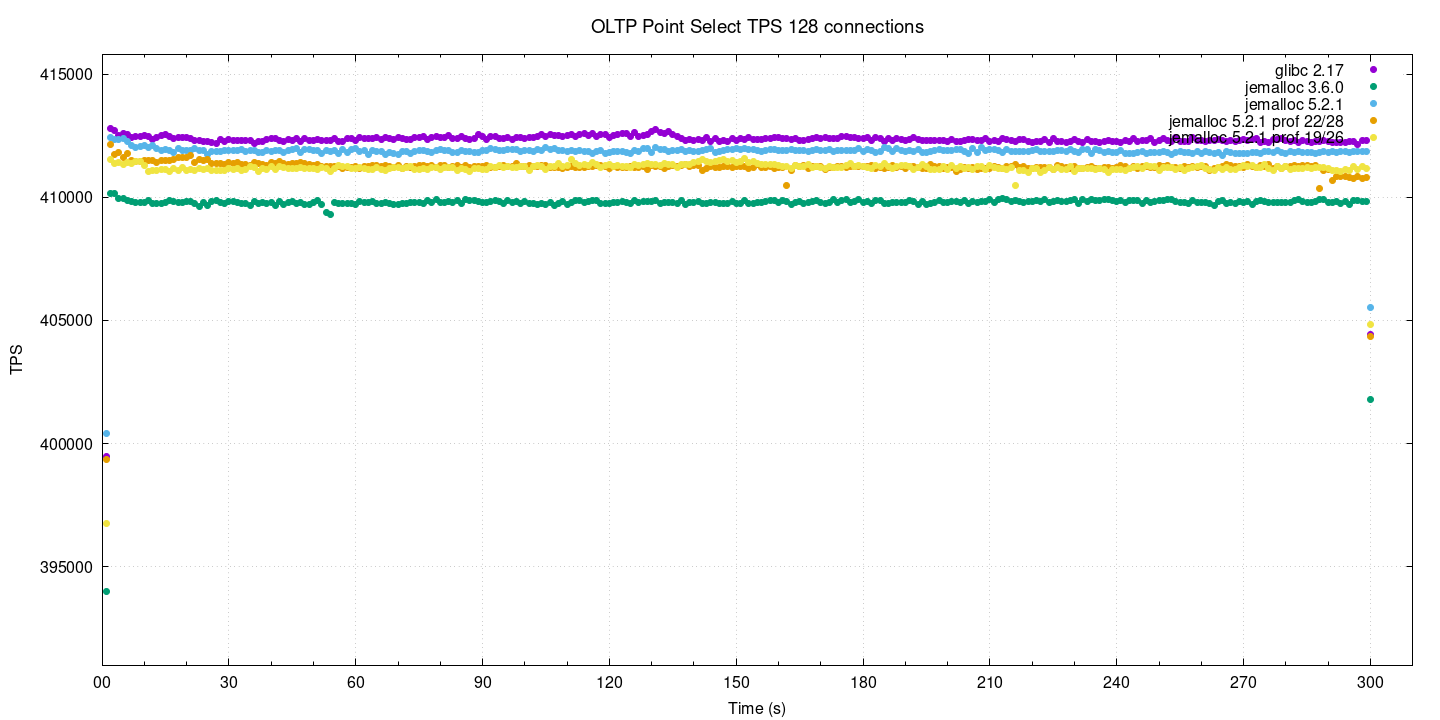 OLTP Point Select TPS 128 connections
415000
410000
405000
400000
395000
TPS
glibc 2.17
jemalloc 3.6.0
jemalloc 5.2.1
jemalloc 5.2.1 prof 22/28
jemalloc 5.2.1 prof 19/26
00 30 60 90 120 150 180 210 240 270 300
Time (s)